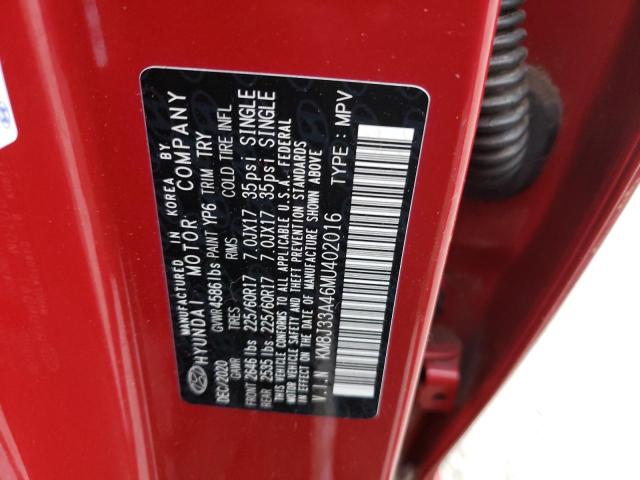 MANUFACTURED IN KOREA BY
HYUNDAI MOTOR COMPANY
DEC/2020 GVWR 4586 lbs PAINT YP6 TRIM TRY
GAWR TIRES RIMS COLD TIRE INFL
FRONT 2646 lbs 225/60R17 7.0JX17 35psi SINGLE
REAR 2535 lbs 225/60R17 7.0JX17 35psi SINGLE
THIS VEHICLE CONFORMS TO ALL APPLICABLE U.S.A. FEDERAL
MOTOR VEHICLE SAFETY AND THEFT PREVENTION STANDARDS
IN EFFECT ON THE DATE OF MANUFACTURE SHOWN ABOVE
V.I.N KM8J33A46MU402016 TYPE : MPV